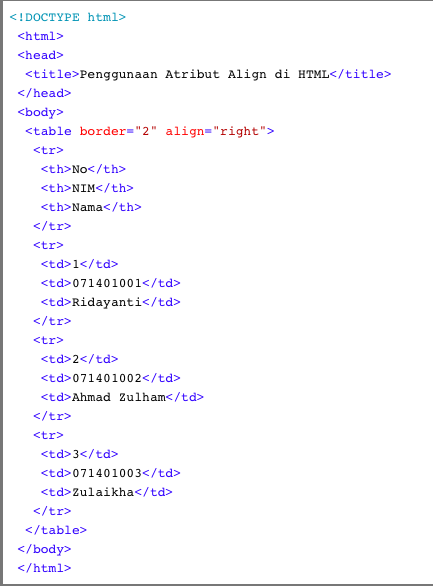 <!DOCTYPE html>
<html>
<head>
<title>Penggunaan Atribut Align di HTML</title>
</head>
<body>
<table border="2" align="right">
<tr>
<th>No</th>
<th>NIM</th>
<th>Nama</th>
</tr>
<tr>
<td>1</td>
<td>071401001</td>
<td>Ridayanti</td>
</tr>
<tr>
<td>2</td>
<td>071401002</td>
<td>Ahmad Zulham</td>
</tr>
<tr>
<td>3</td>
<td>071401003</td>
<td>Zulaikha</td>
</tr>
</table>
</body>
</html>